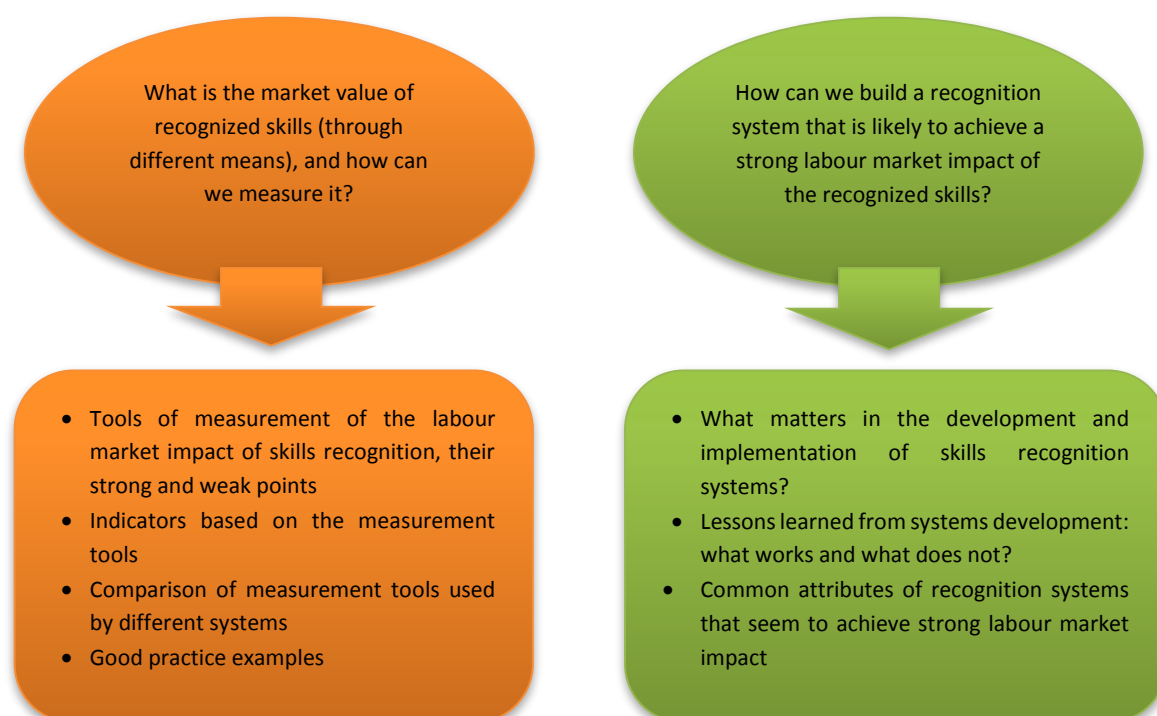 What is the market value of
recognized skills (through
different means), and how can
we measure it?
How can we build a recognition
system that is likely to achieve a
strong labour market impact of
the recognized skills?
• Tools of measurement of the labour
market impact of skills recognition, their
strong and weak points
• Indicators based on the measurement
tools
• Comparison of measurement tools used
by different systems
• Good practice examples
• What matters in the development and
implementation of skills recognition
systems?
• Lessons learned from systems development:
what works and what does not?
• Common attributes of recognition systems
that seem to achieve strong labour market
impact